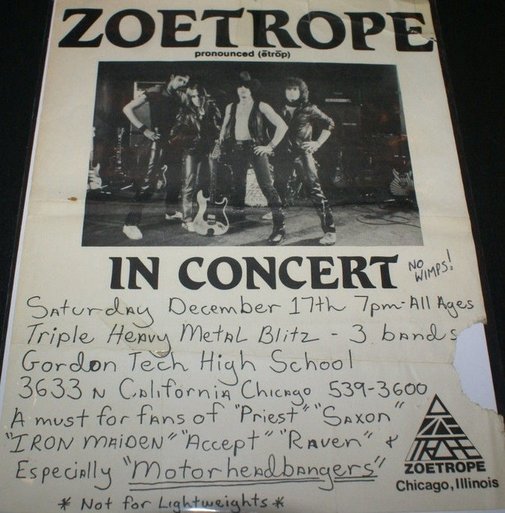 ZOETROPE
pronounced (ētrōp)
IN CONCERT
NO WIMPS!
Saturday December 17th 7pm-All Ages
Triple Heavy Metal Blitz - 3 bands
Gordon Tech High School
3633 N California Chicago 539-3600
A must for fans of "Priest" "Saxon"
"IRON MAIDEN" "Accept" "Raven" &
Especially "Motorheadbangers"
* Not for Lightweights *
ZOETROPE
ZOETROPE
Chicago, Illinois